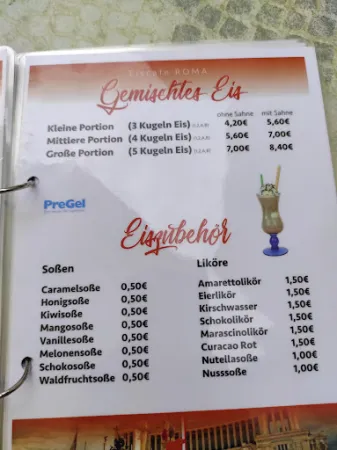 Eiscafe ROMA
Gemischtes Eis
ohne Sahne mit Sahne
Kleine Portion (3 Kugeln Eis) 4,20€ 5,60€
Mittiere Portion (4 Kugeln Eis) 5,60€ 7,00€
Große Portion (5 Kugeln Eis) 7,00€ 8,40€
PreGel
Eiszubehör
Soßen
Caramelsoße 0,50€
Honigsoße 0,50€
Kiwisoße 0,50€
Mangosoße 0,50€
Vanillesoße 0,50€
Melonensoße 0,50€
Schokosoße 0,50€
Waldfruchtsoße 0,50€
Liköre
Amarettolikör 1,50€
Eierlikör 1,50€
Kirschwasser 1,50€
Schokolikör 1,50€
Marascinolikör 1,50€
Curacao Rot 1,50€
Nutellasoße 1,00€
Nusssoße 1,00€